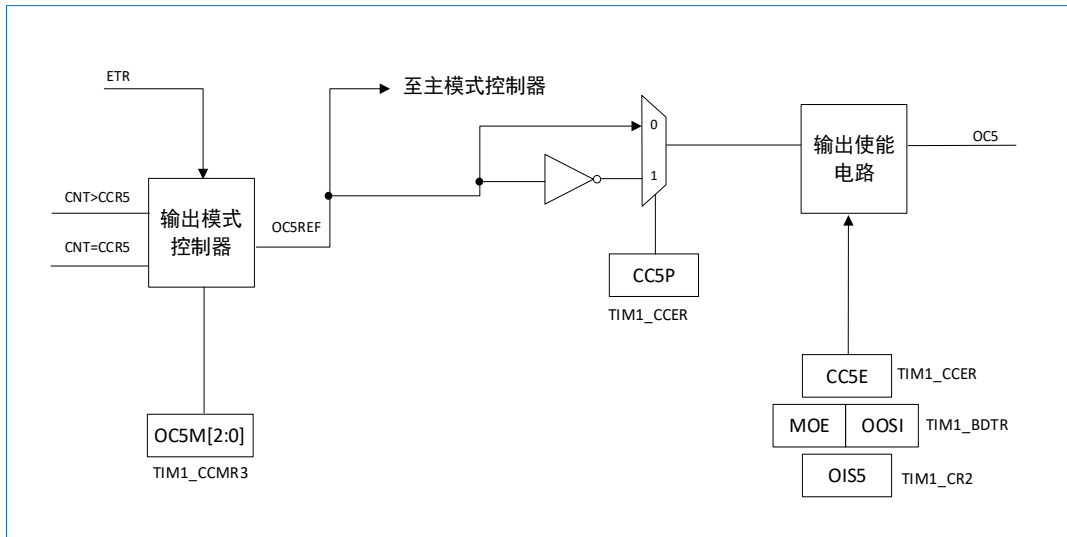 ETR
至主模式控制器
0
输出使能
电路
OC5
1
CNT>CCR5
输出模式
控制器
OC5REF
CNT=CCR5
CC5P
TIM1_CCER
CC5E
TIM1_CCER
MOE
OOSI
TIM1_BDTR
OC5M[2:0]
TIM1_CCMR3
OIS5
TIM1_CR2